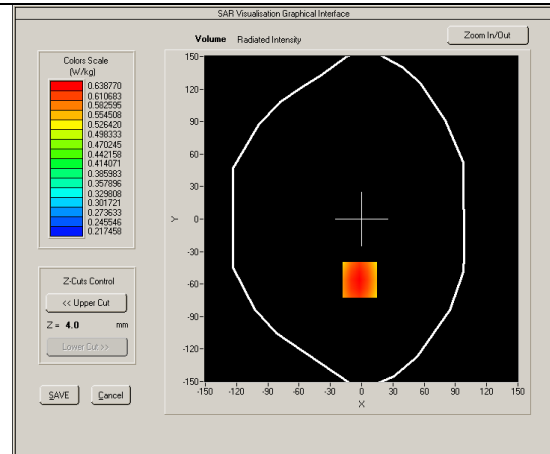 SAR Visualisation Graphical Interface
Volume Radiated Intensity
Zoom In/Out
Colors Scale
(W/kg)
0.638770
0.610683
0.582595
0.554508
0.526420
0.498333
0.470245
0.442158
0.414071
0.385983
0.357896
0.329808
0.301721
0.273633
0.245546
0.217458
Z-Cuts Control
<< Upper Cut
Z = 4.0 mm
Lower Cut >>
SAVE
Cancel
150
120
90
60
30
0
-30
-60
-90
-120
-150
Y
-150 -120 -90 -60 -30 0 30 60 90 120 150
X